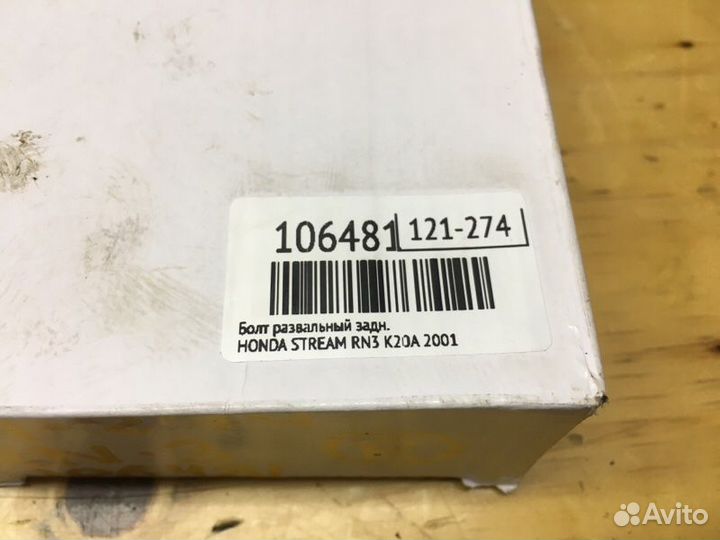 106481 121-274
Болт развальный задн.
HONDA STREAM RN3 K20A 2001
Avito